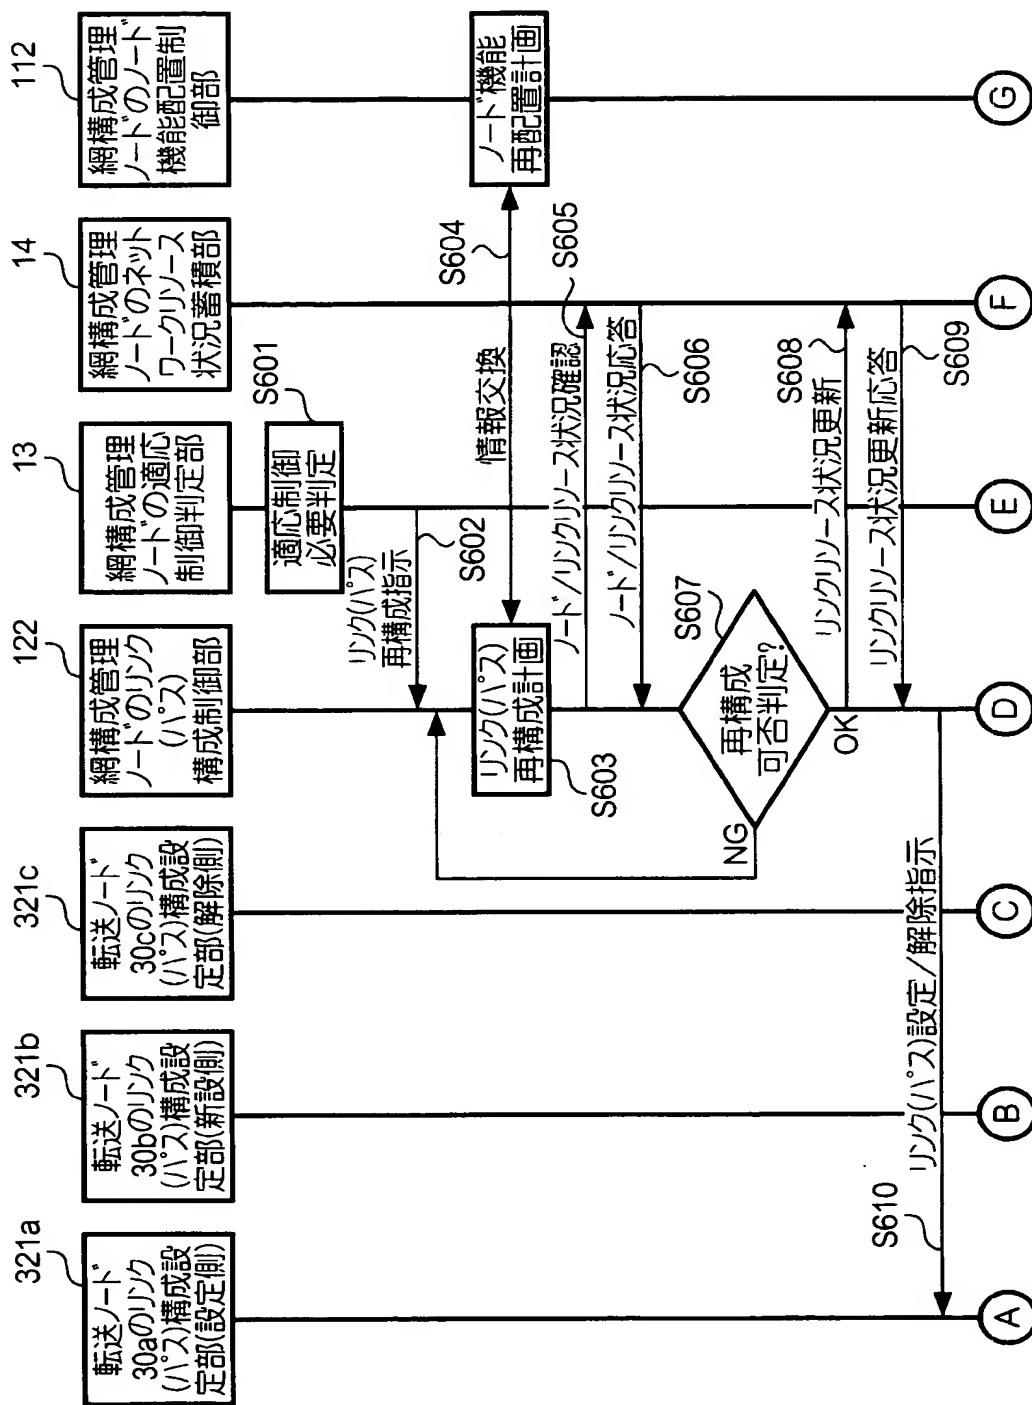 321a
転送ノード
30aのリンク
(パス)構成設
定部(設定側)
321b
転送ノード
30bのリンク
(パス)構成設
定部(新設側)
321c
転送ノード
30cのリンク
(パス)構成設
定部(解除側)
122
網構成管理
ノードのリンク
(パス)
構成制御部
13
網構成管理
ノードの適応
制御判定部
14
網構成管理
ノードのネット
ワークリソース
状況蓄積部
112
網構成管理
ノードのノード
機能配置制
御部
適応制御
必要判定
S601
リンク(パス)
再構成指示
S602
リンク(パス)
再構成計画
S603
情報交換
S604
ノード機能
再配置計画
ノード/リンクリソース状況確認
S605
ノード/リンクリソース状況応答
S606
再構成
可否判定?
S607
NG
OK
リンクリソース状況更新
S608
リンクリソース状況更新応答
S609
リンク(パス)設定/解除指示
S610
A
B
C
D
E
F
G